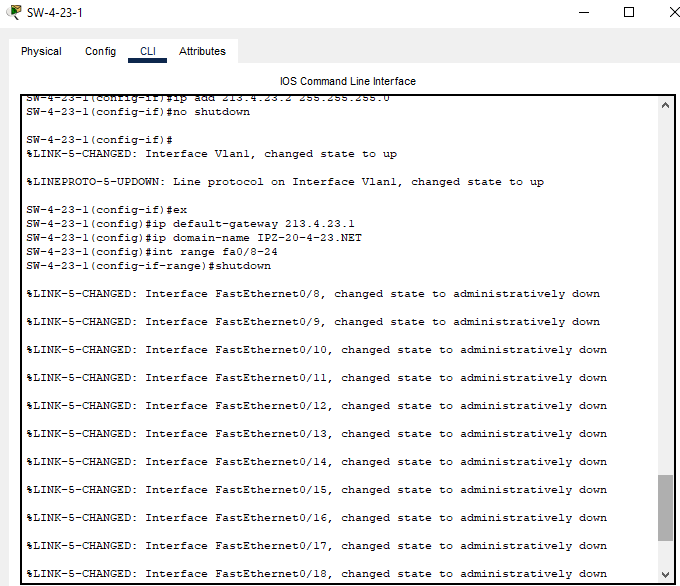 SW-4-23-1
Physical Config CLI Attributes
IOS Command Line Interface
SW-4-23-1(config-if)#ip add 213.4.23.2 255.255.255.0
SW-4-23-1(config-if)#no shutdown
SW-4-23-1(config-if)#
%LINK-5-CHANGED: Interface Vlan1, changed state to up
%LINEPROTO-5-UPDOWN: Line protocol on Interface Vlan1, changed state to up
SW-4-23-1(config-if)#ex
SW-4-23-1(config)#ip default-gateway 213.4.23.1
SW-4-23-1(config)#ip domain-name IPZ-20-4-23.NET
SW-4-23-1(config)#int range fa0/8-24
SW-4-23-1(config-if-range)#shutdown
%LINK-5-CHANGED: Interface FastEthernet0/8, changed state to administratively down
%LINK-5-CHANGED: Interface FastEthernet0/9, changed state to administratively down
%LINK-5-CHANGED: Interface FastEthernet0/10, changed state to administratively down
%LINK-5-CHANGED: Interface FastEthernet0/11, changed state to administratively down
%LINK-5-CHANGED: Interface FastEthernet0/12, changed state to administratively down
%LINK-5-CHANGED: Interface FastEthernet0/13, changed state to administratively down
%LINK-5-CHANGED: Interface FastEthernet0/14, changed state to administratively down
%LINK-5-CHANGED: Interface FastEthernet0/15, changed state to administratively down
%LINK-5-CHANGED: Interface FastEthernet0/16, changed state to administratively down
%LINK-5-CHANGED: Interface FastEthernet0/17, changed state to administratively down
%LINK-5-CHANGED: Interface FastEthernet0/18, changed state to administratively down